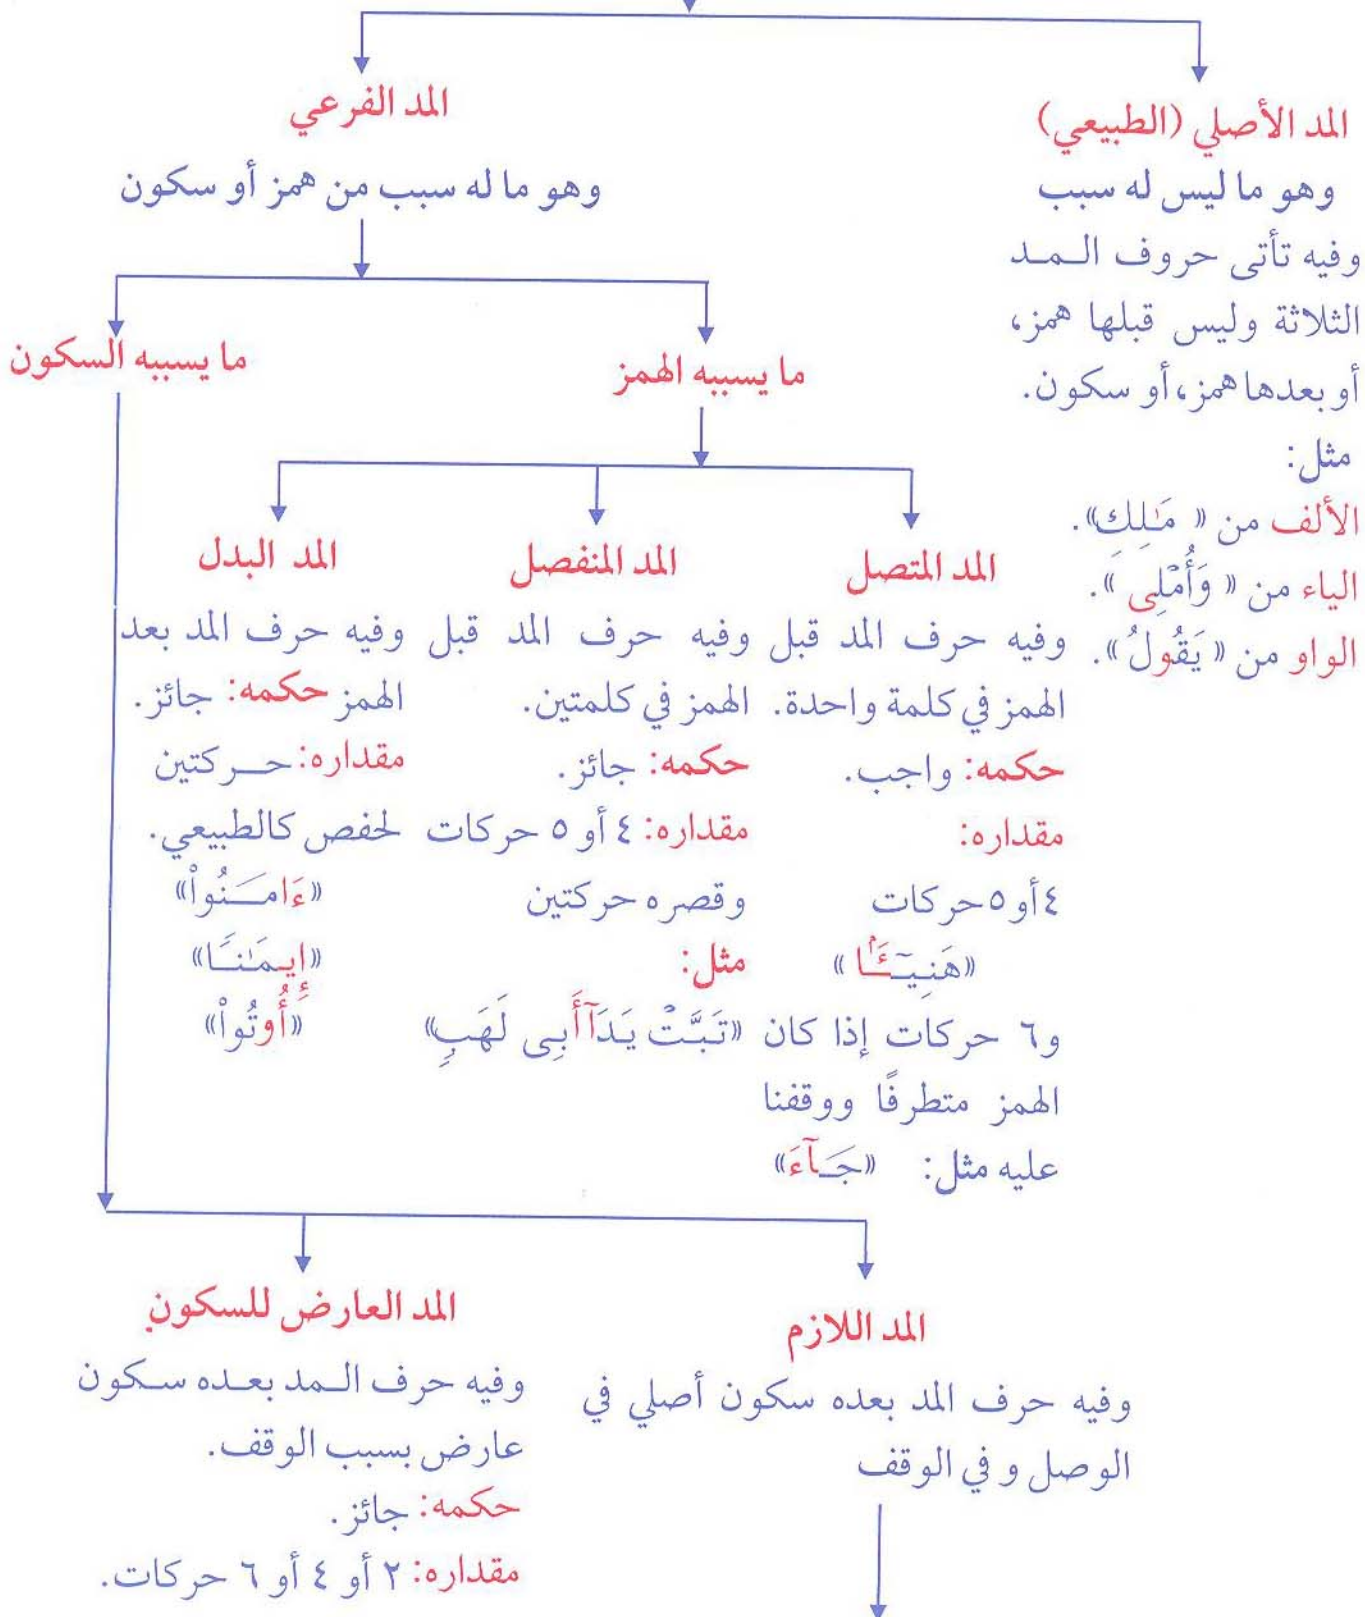 المد الأصلي (الطبيعي)
وهو ما ليس له سبب
وفيه تأتى حروف المد
الثلاثة وليس قبلها همز،
أو بعدها همز، أو سكون.
مثل:
الألف من « مَٰلِكِ».
الياء من « وَأُمْلِى ».
الواو من « يَقُولُ».
المد الفرعي
وهو ما له سبب من همز أو سكون
ما يسببه الهمز
المد المتصل
وفيه حرف المد قبل
الهمز في كلمة واحدة.
حكمه: واجب.
مقداره:
٤ أو ٥ حركات
«هَنِيٓـًٔا »
و٦ حركات إذا كان
الهمز متطرفًا ووقفنا
عليه مثل: «جَآءَ»
المد المنفصل
وفيه حرف المد قبل
الهمز في كلمتين.
حكمه: جائز.
مقداره: ٤ أو ٥ حركات
وقصره حركتين
مثل:
«تَبَّتْ يَدَآ أَبِى لَهَبٍ»
المد البدل
وفيه حرف المد بعد
الهمز حكمه: جائز.
مقداره: حركتين
لحفص كالطبيعي.
«ءَامَنُواْ»
«إِيمَٰنًا»
«أُوتُواْ»
ما يسببه السكون
المد اللازم
وفيه حرف المد بعده سكون أصلي في
الوصل و في الوقف
المد العارض للسكون
وفيه حرف المد بعده سكون
عارض بسبب الوقف.
حكمه: جائز.
مقداره: ٢ أو ٤ أو ٦ حركات.